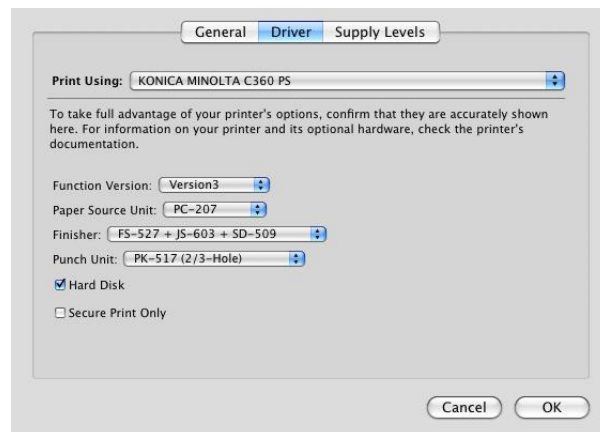 General Driver Supply Levels
Print Using: KONICA MINOLTA C360 PS
To take full advantage of your printer's options, confirm that they are accurately shown
here. For information on your printer and its optional hardware, check the printer's
documentation.
Function Version: Version3
Paper Source Unit: PC-207
Finisher: FS-527 + JS-603 + SD-509
Punch Unit: PK-517 (2/3-Hole)
Hard Disk
Secure Print Only
Cancel OK